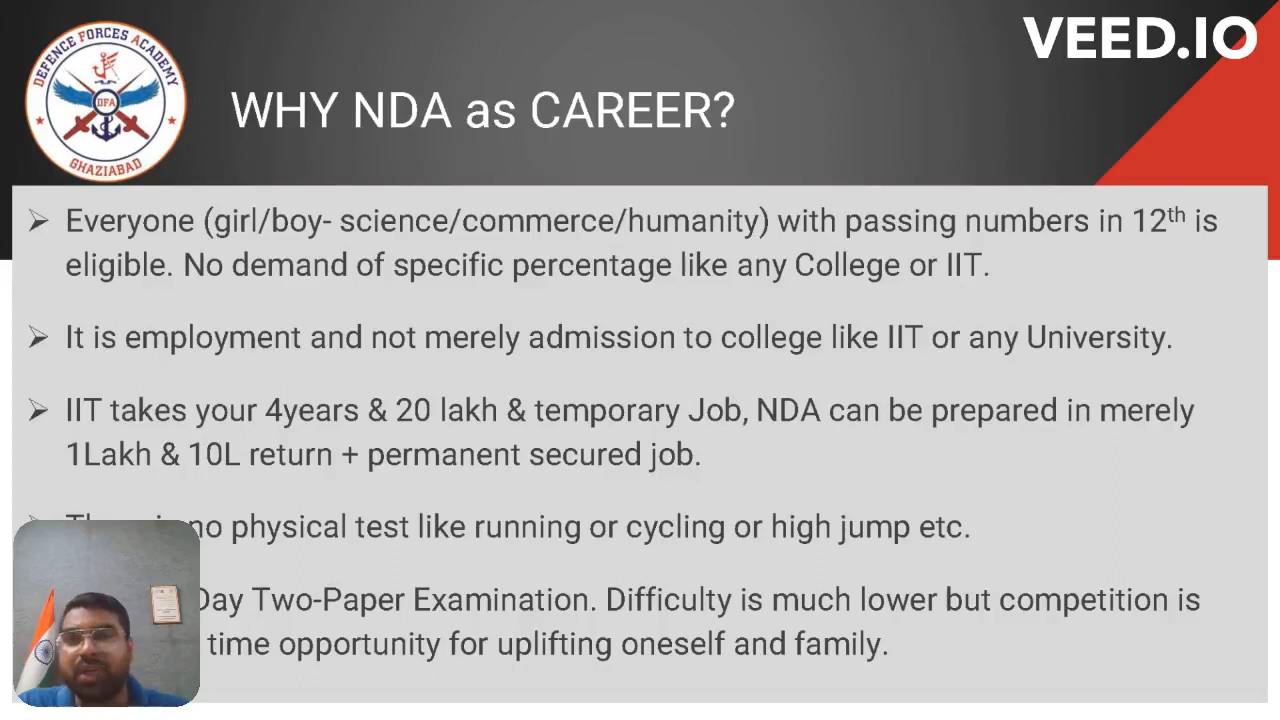 DEFENCE FORCES ACADEMY
DFA
GHAZIABAD
VEED.IO
WHY NDA as CAREER?
Everyone (girl/boy- science/commerce/humanity) with passing numbers in 12th is
eligible. No demand of specific percentage like any College or IIT.
It is employment and not merely admission to college like IIT or any University.
IIT takes your 4years & 20 lakh & temporary Job, NDA can be prepared in merely
1Lakh & 10L return + permanent secured job.
no physical test like running or cycling or high jump etc.
Day Two-Paper Examination. Difficulty is much lower but competition is
time opportunity for uplifting oneself and family.